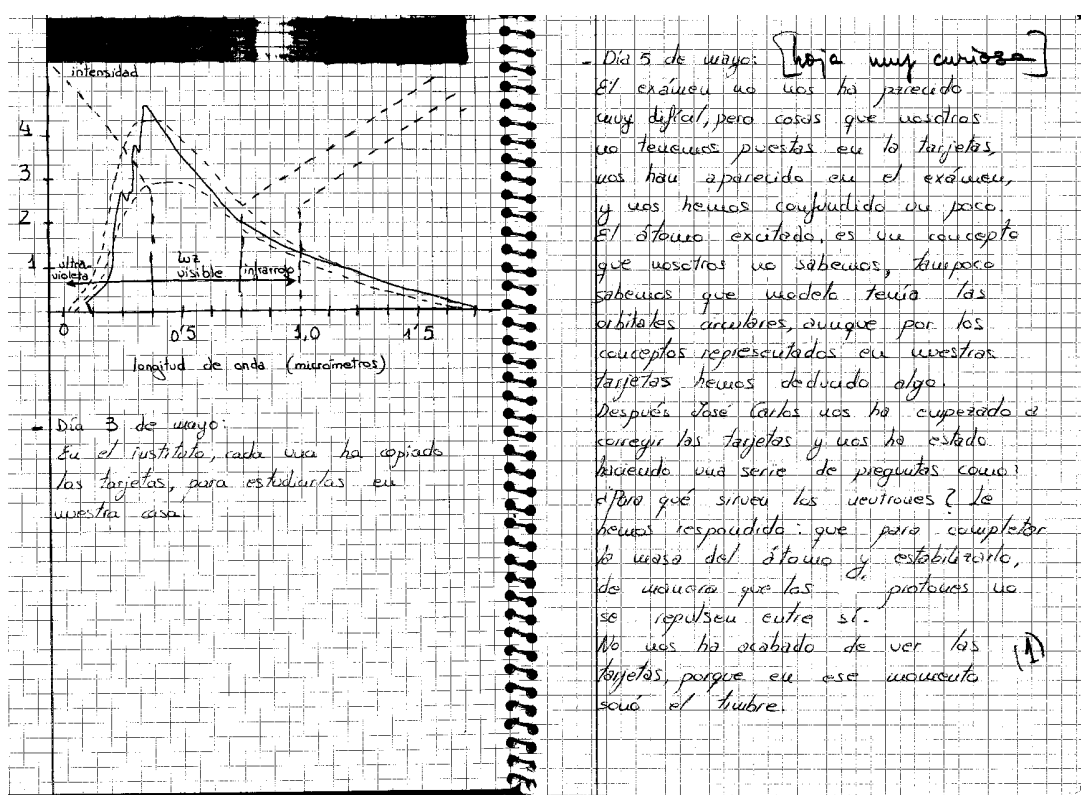 intensidad
4
3
2
1
ultra
violeta
luz
visible
infrarrojo
0 0'5 1,0 1'5
longitud de onda (micrómetros)
- Día 3 de mayo:
En el instituto, cada una ha copiado
las tarjetas, para estudiarlas en
nuestra casa.
- Día 5 de mayo: [hoja muy curiosa]
El exámen no nos ha parecido
muy difícil, pero cosas que nosotros
no tenemos puestas en la tarjetas,
nos han aparecido en el exámen,
y nos hemos confundido un poco.
El átomo excitado, es un concepto
que nosotros no sabemos, tampoco
sabemos que modelo tenía las
orbitales circulares, aunque por los
conceptos representados en nuestras
tarjetas hemos deducido algo.
Después José Carlos nos ha empezado a
corregir las tarjetas y nos ha estado
haciendo una serie de preguntas como:
¿Para qué sirven los neutrones? Le
hemos respondido: que para completar
la masa del átomo y estabilizarlo,
de manera que los protones no
se repulsen entre sí.
No nos ha acabado de ver las (1)
tarjetas, porque en ese momento
sonó el timbre.